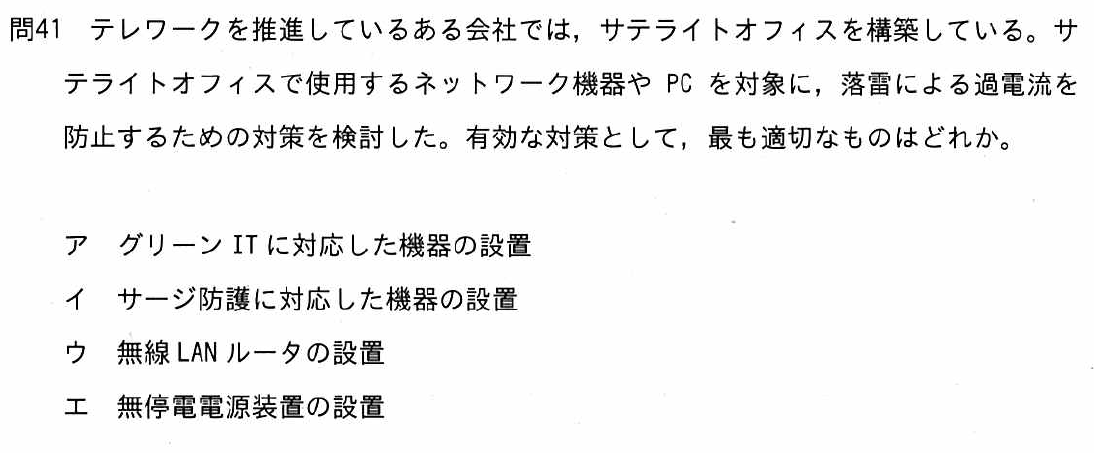 問41 テレワークを推進しているある会社では，サテライトオフィスを構築している。サ
テライトオフィスで使用するネットワーク機器や PC を対象に，落雷による過電流を
防止するための対策を検討した。有効な対策として，最も適切なものはどれか。
ア グリーン IT に対応した機器の設置
イ サージ防護に対応した機器の設置
ウ 無線 LAN ルータの設置
エ 無停電電源装置の設置